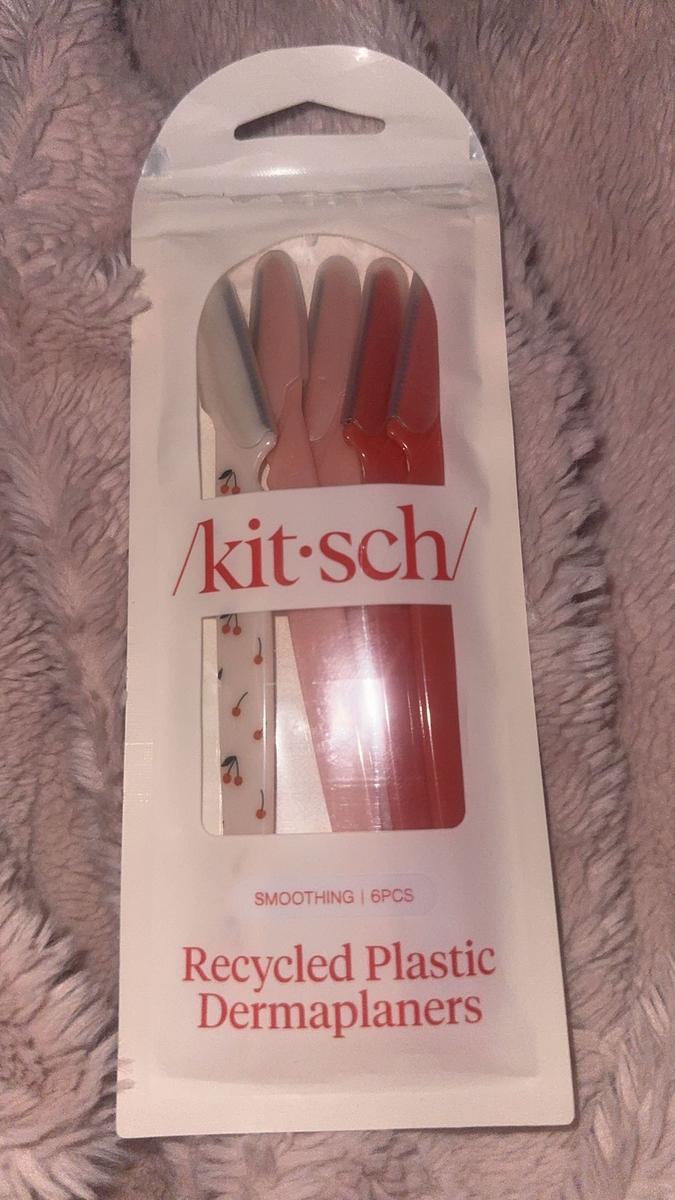 /kit·sch/
SMOOTHING | 6PCS
Recycled Plastic
Dermaplaners